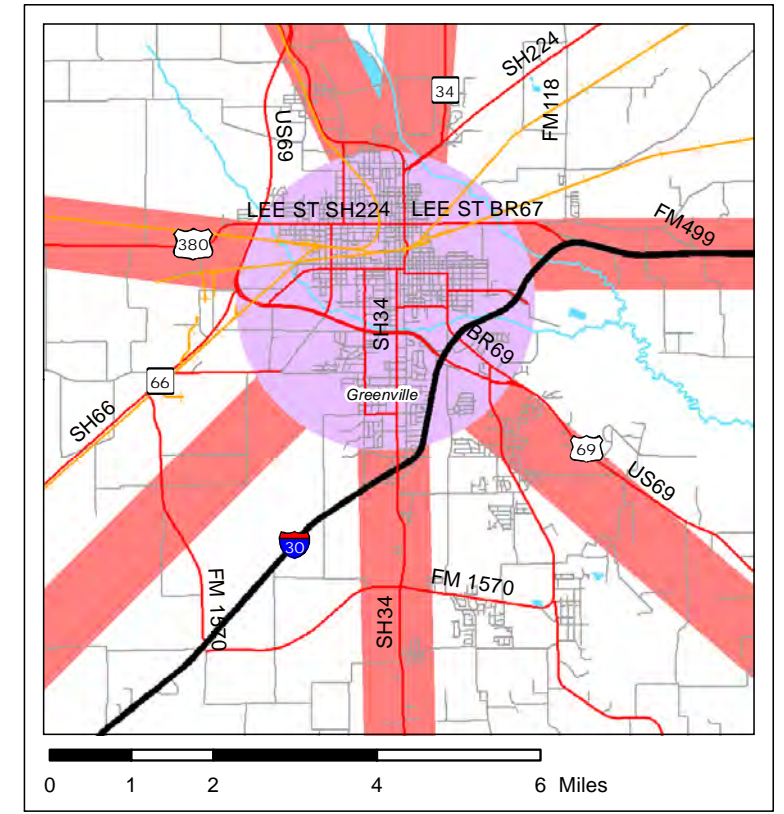 SH224
34
FM118
US69
LEE ST SH224
LEE ST BR67
FM499
380
SH34
BR69
66
Greenville
SH66
69
US69
30
FM 1570
FM 1570
SH34
0 1 2 4 6 Miles